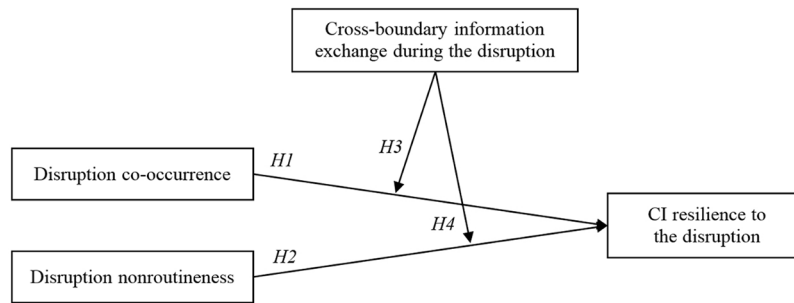 Cross-boundary information
exchange during the disruption
H3
H1
Disruption co-occurrence
H4
CI resilience to
the disruption
H2
Disruption nonroutineness